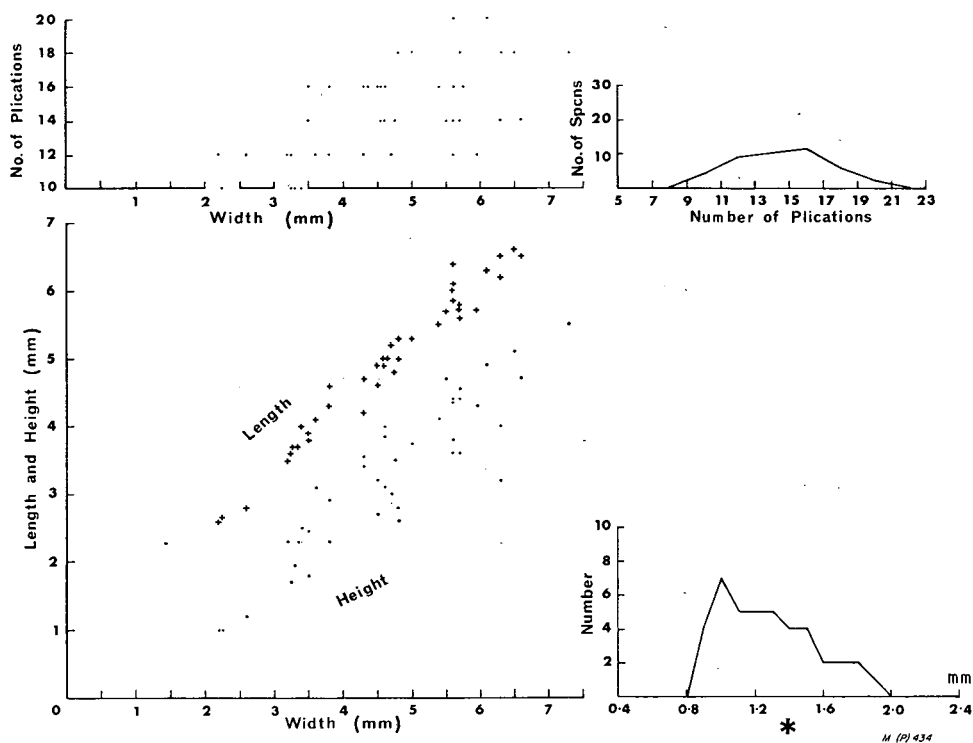 No. of Plications
20
18
16
14
12
10
1 2 3 4 5 6 7
Width (mm)
No. of Spcns
30
20
10
5 7 9 11 13 15 17 19 21 23
Number of Plications
Length and Height (mm)
7
6
5
4
3
2
1
0 1 2 3 4 5 6 7
Width (mm)
Length
Height
Number
10
8
6
4
2
0·4 0·8 1·2 1·6 2·0 2·4
mm
*
M (P) 434